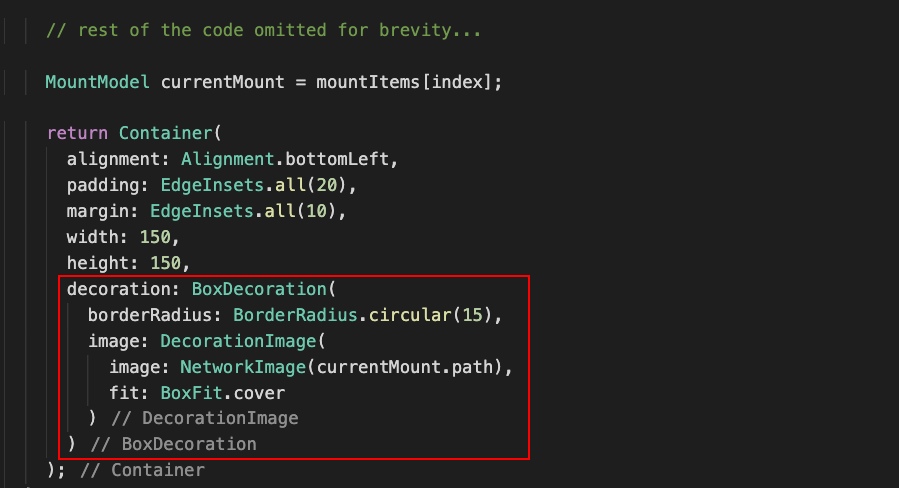 // rest of the code omitted for brevity...
MountModel currentMount = mountItems[index];
return Container(
alignment: Alignment.bottomLeft,
padding: EdgeInsets.all(20),
margin: EdgeInsets.all(10),
width: 150,
height: 150,
decoration: BoxDecoration(
borderRadius: BorderRadius.circular(15),
image: DecorationImage(
image: NetworkImage(currentMount.path),
fit: BoxFit.cover
) // DecorationImage
) // BoxDecoration
); // Container